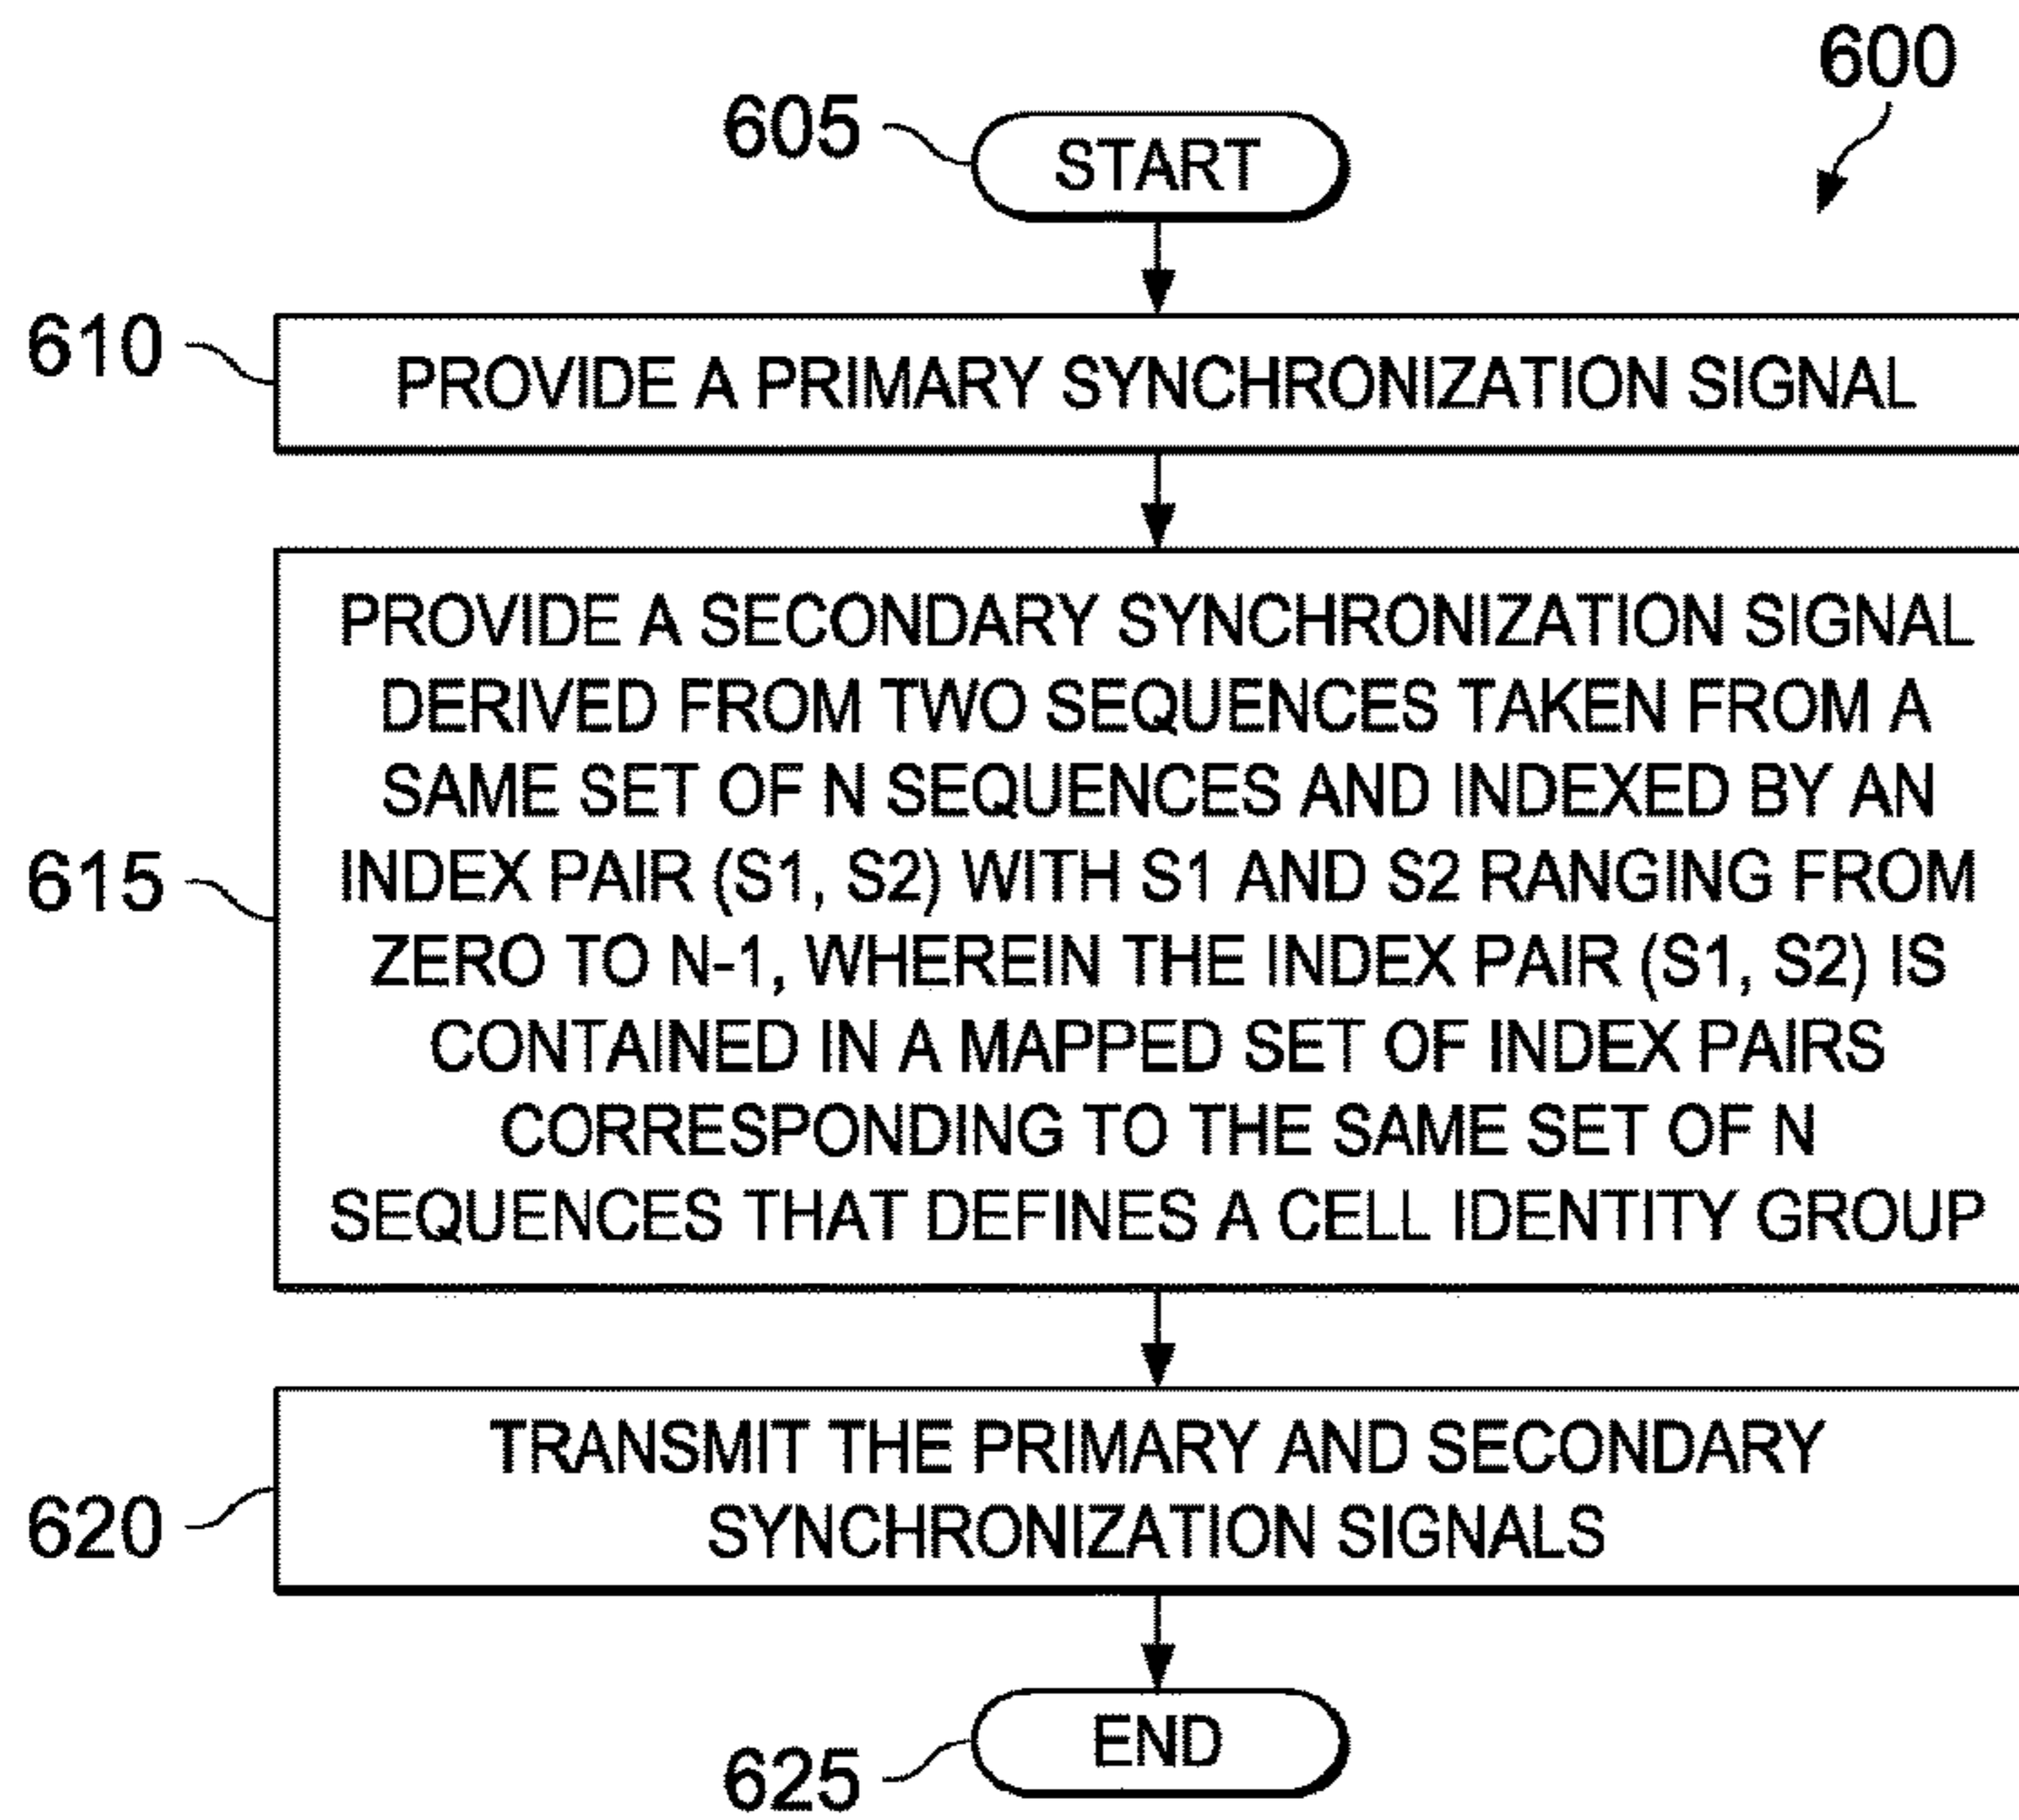 600
605
START
610
PROVIDE A PRIMARY SYNCHRONIZATION SIGNAL
PROVIDE A SECONDARY SYNCHRONIZATION SIGNAL
DERIVED FROM TWO SEQUENCES TAKEN FROM A
SAME SET OF N SEQUENCES AND INDEXED BY AN
615
INDEX PAIR (S1, S2) WITH S1 AND S2 RANGING FROM
ZERO TO N-1, WHEREIN THE INDEX PAIR (S1, S2) IS
CONTAINED IN A MAPPED SET OF INDEX PAIRS
CORRESPONDING TO THE SAME SET OF N
SEQUENCES THAT DEFINES A CELL IDENTITY GROUP
620
TRANSMIT THE PRIMARY AND SECONDARY
SYNCHRONIZATION SIGNALS
END
625